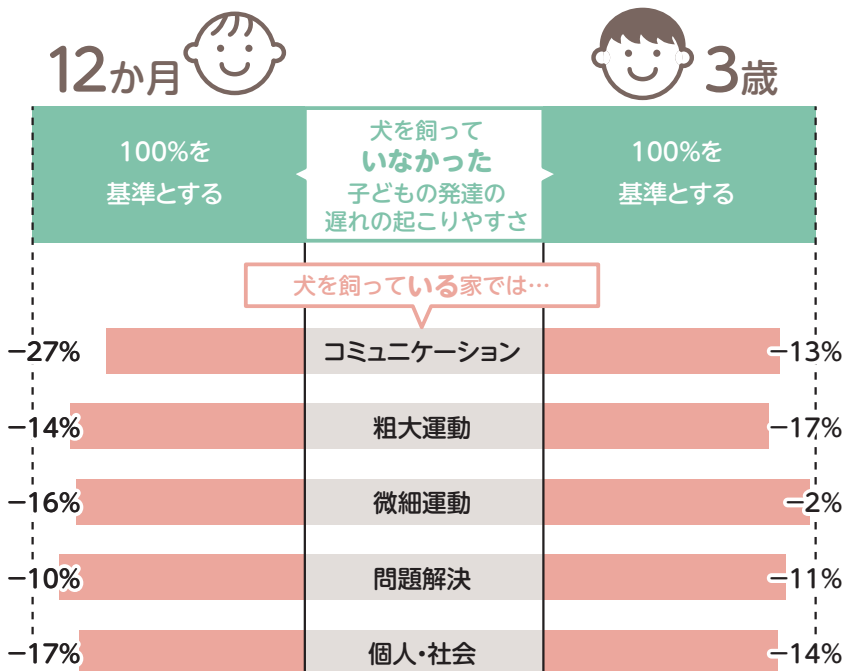 12か月
3歳
100%を
基準とする
犬を飼って
いなかった
子どもの発達の
遅れの起こりやすさ
100%を
基準とする
犬を飼っている家では…
−27% コミュニケーション −13%
−14% 粗大運動 −17%
−16% 微細運動 −2%
−10% 問題解決 −11%
−17% 個人・社会 −14%